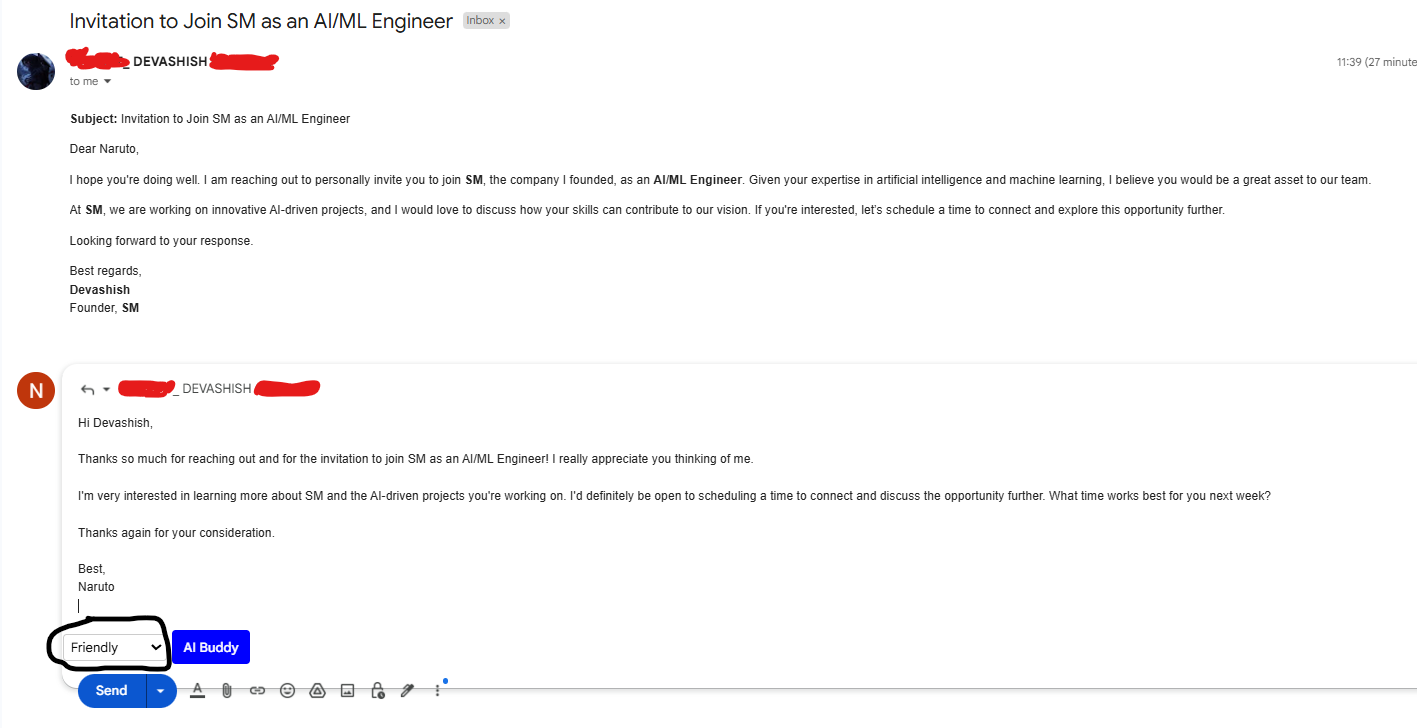 Invitation to Join SM as an AI/ML Engineer Inbox ×
_ DEVASHISH
11:39 (27 minute
to me
Subject: Invitation to Join SM as an AI/ML Engineer
Dear Naruto,
I hope you're doing well. I am reaching out to personally invite you to join SM, the company I founded, as an AI/ML Engineer. Given your expertise in artificial intelligence and machine learning, I believe you would be a great asset to our team.
At SM, we are working on innovative AI-driven projects, and I would love to discuss how your skills can contribute to our vision. If you're interested, let's schedule a time to connect and explore this opportunity further.
Looking forward to your response.
Best regards,
Devashish
Founder, SM
N
_ DEVASHISH
Hi Devashish,
Thanks so much for reaching out and for the invitation to join SM as an AI/ML Engineer! I really appreciate you thinking of me.
I'm very interested in learning more about SM and the AI-driven projects you're working on. I'd definitely be open to scheduling a time to connect and discuss the opportunity further. What time works best for you next week?
Thanks again for your consideration.
Best,
Naruto
Friendly AI Buddy
Send A